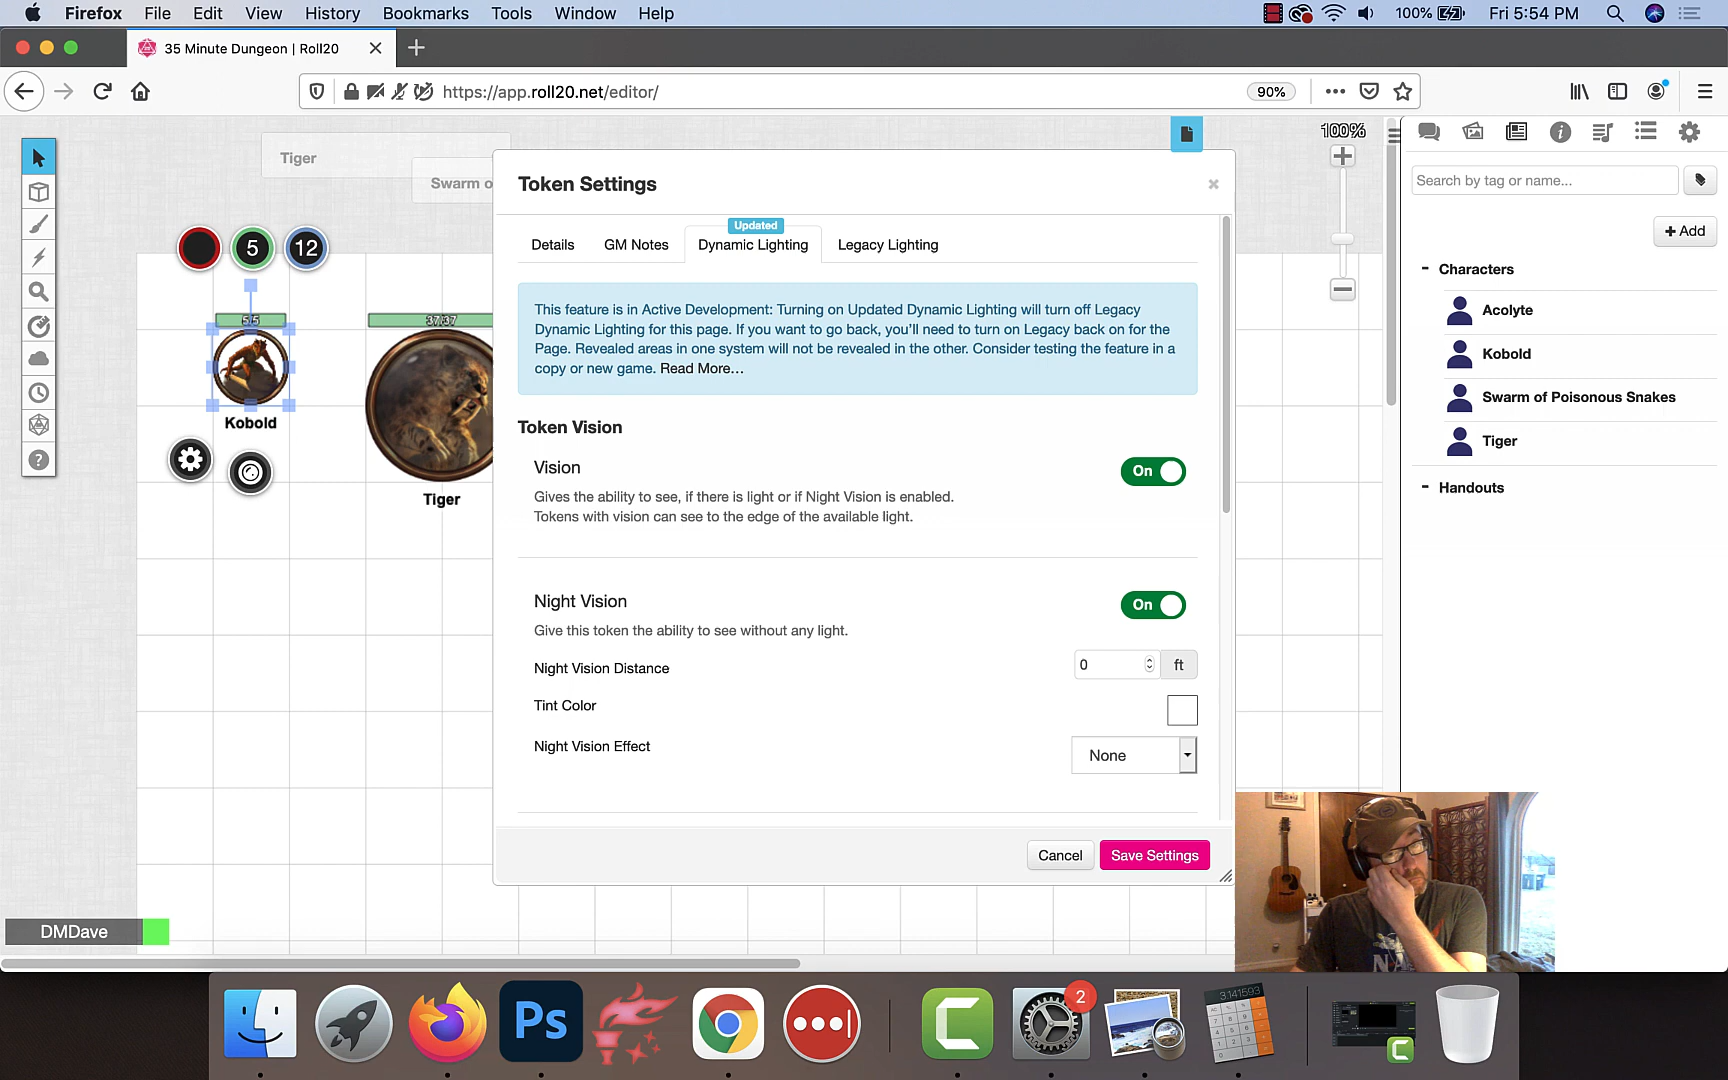 Firefox File Edit View History Bookmarks Tools Window Help
100% Fri 5:54 PM
35 Minute Dungeon | Roll20
https://app.roll20.net/editor/
90%
Tiger
Swarm o
5
12
5/5
Kobold
37/37
Tiger
Token Settings
Updated
Details
GM Notes
Dynamic Lighting
Legacy Lighting
This feature is in Active Development: Turning on Updated Dynamic Lighting will turn off Legacy
Dynamic Lighting for this page. If you want to go back, you'll need to turn on Legacy back on for the
Page. Revealed areas in one system will not be revealed in the other. Consider testing the feature in a
copy or new game. Read More...
Token Vision
Vision
On
Gives the ability to see, if there is light or if Night Vision is enabled.
Tokens with vision can see to the edge of the available light.
Night Vision
On
Give this token the ability to see without any light.
Night Vision Distance
0
ft
Tint Color
Night Vision Effect
None
Cancel
Save Settings
100%
Search by tag or name...
+ Add
Characters
Acolyte
Kobold
Swarm of Poisonous Snakes
Tiger
Handouts
DMDave
Ps
2
3.141593